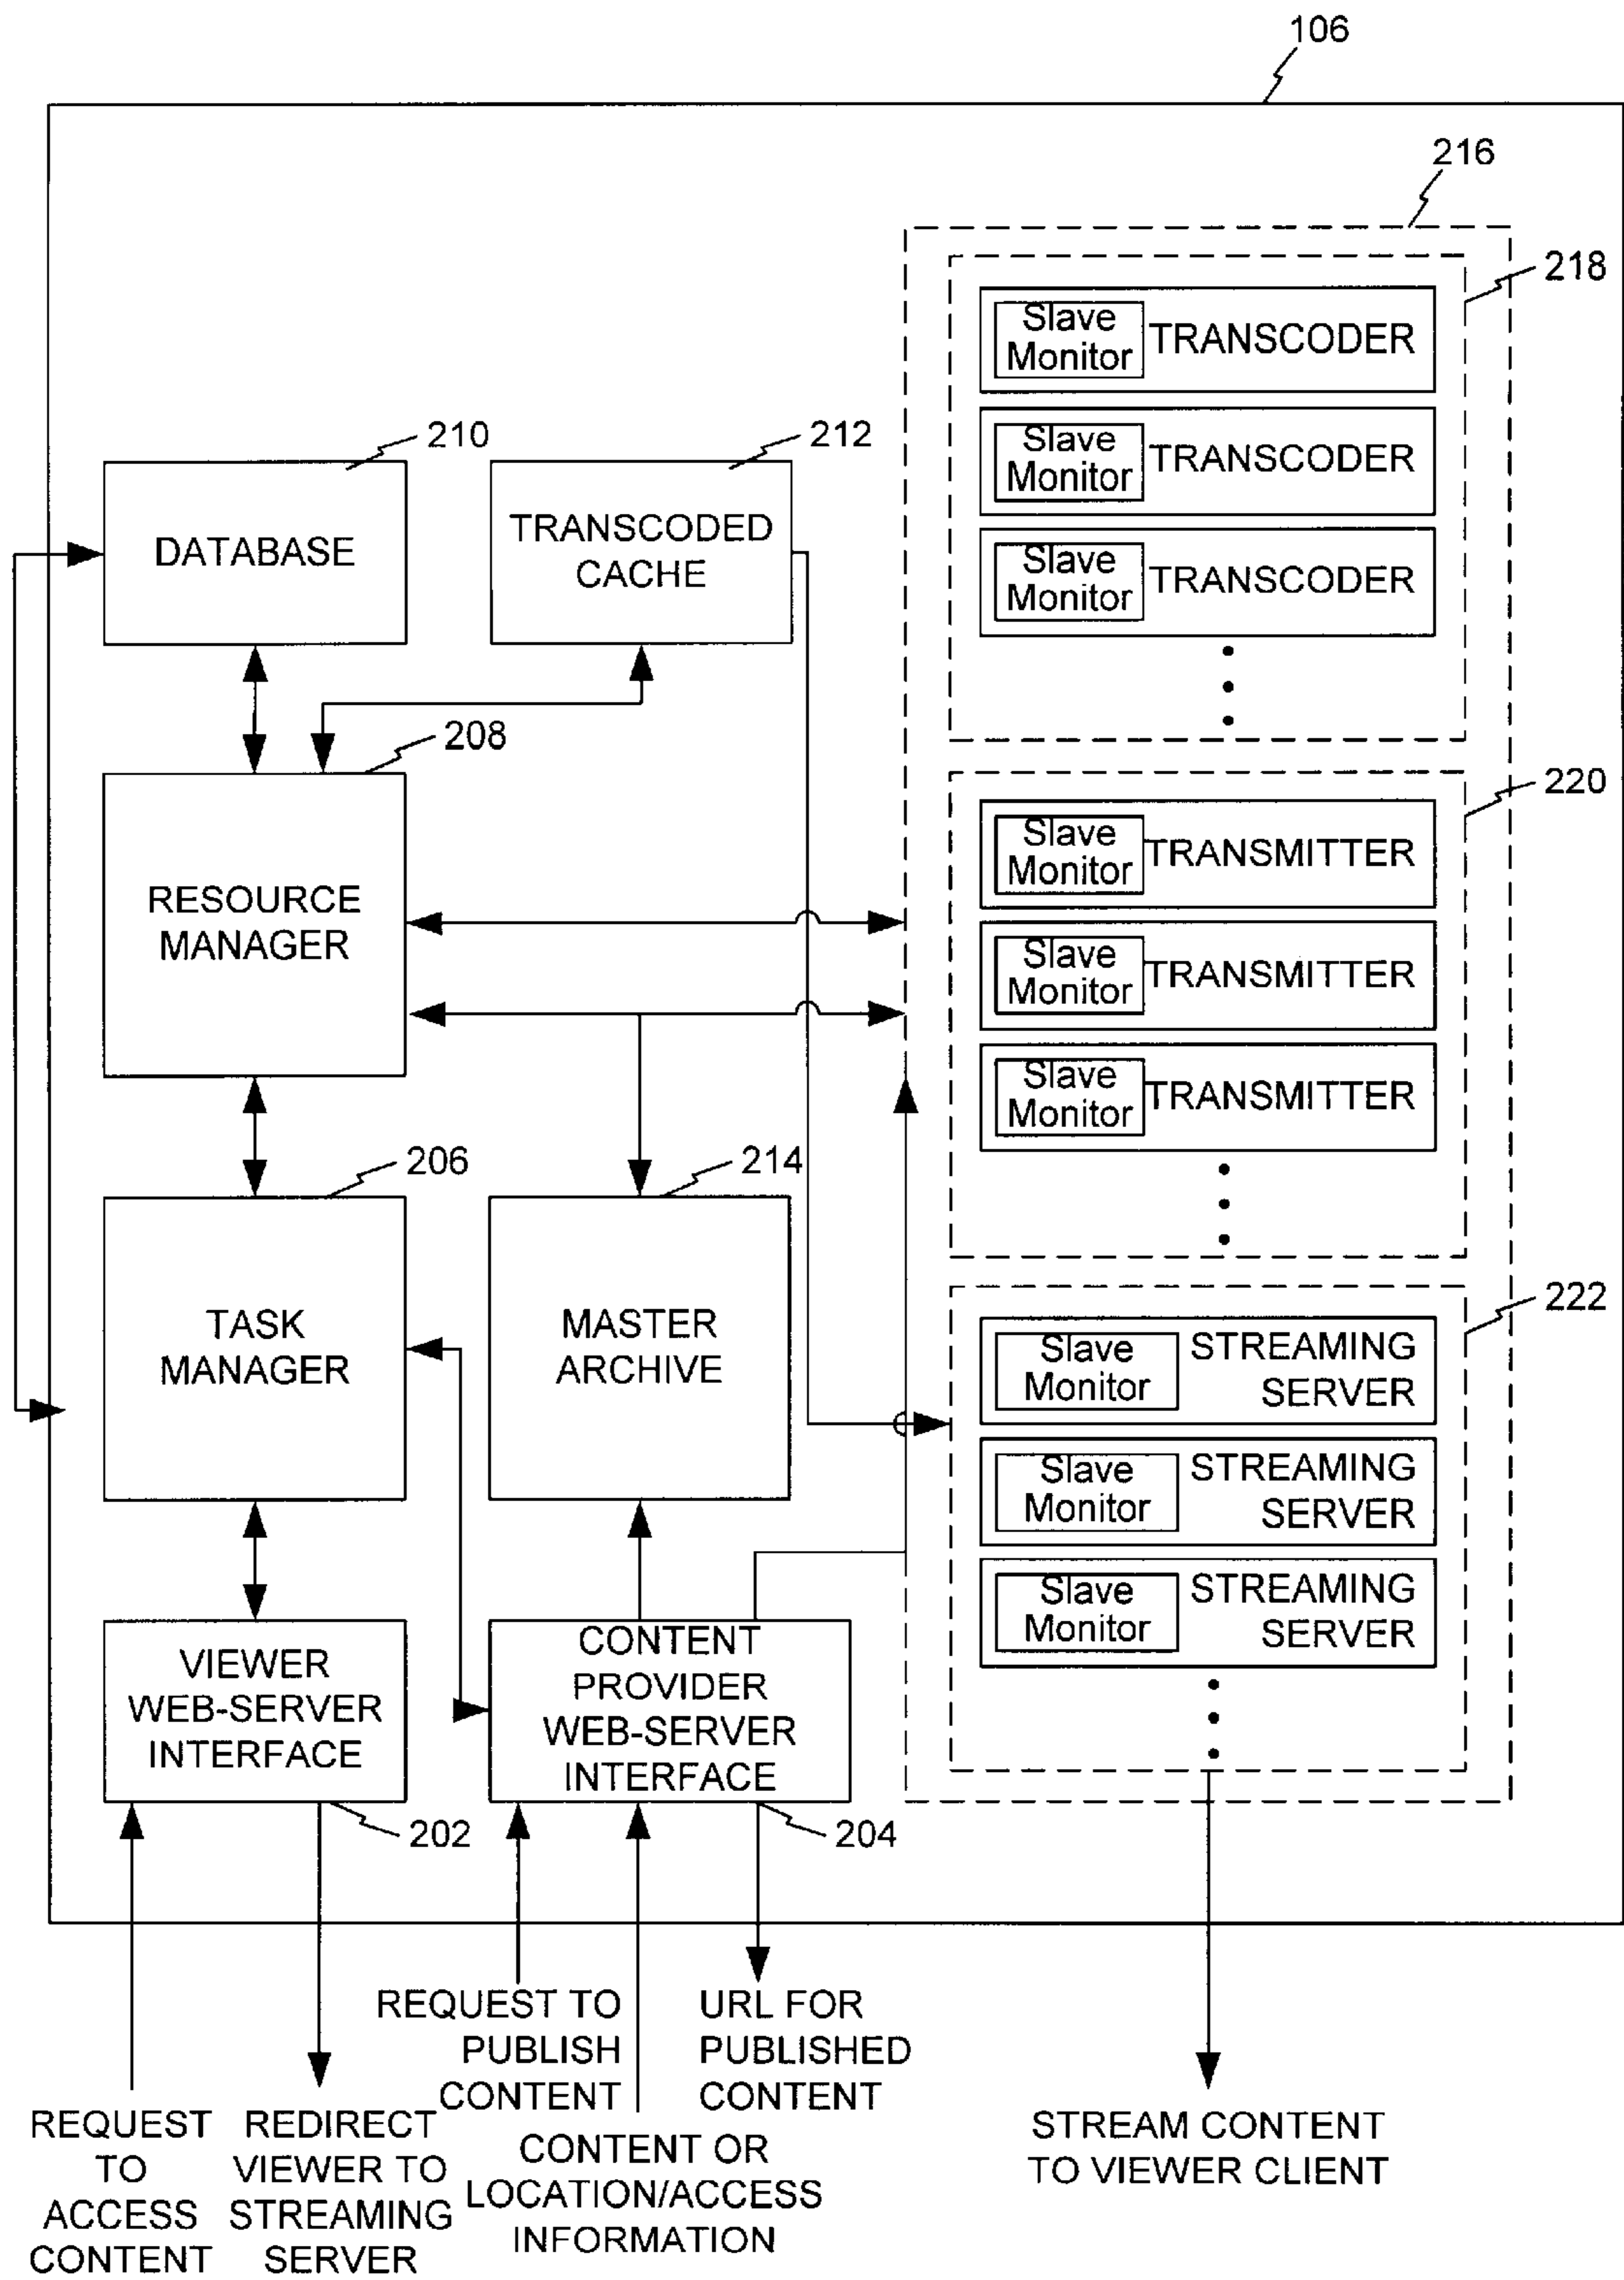 106
216
218
Slave
Monitor
TRANSCODER
Slave
Monitor
TRANSCODER
Slave
Monitor
TRANSCODER
210
212
DATABASE
TRANSCODED
CACHE
208
220
Slave
Monitor
TRANSMITTER
Slave
Monitor
TRANSMITTER
Slave
Monitor
TRANSMITTER
RESOURCE
MANAGER
206
214
TASK
MANAGER
MASTER
ARCHIVE
222
Slave
Monitor
STREAMING
SERVER
Slave
Monitor
STREAMING
SERVER
Slave
Monitor
STREAMING
SERVER
VIEWER
WEB-SERVER
INTERFACE
CONTENT
PROVIDER
WEB-SERVER
INTERFACE
202
204
REQUEST
TO
ACCESS
CONTENT
REDIRECT
VIEWER TO
STREAMING
SERVER
REQUEST TO
PUBLISH
CONTENT
CONTENT OR
LOCATION/ACCESS
INFORMATION
URL FOR
PUBLISHED
CONTENT
STREAM CONTENT
TO VIEWER CLIENT